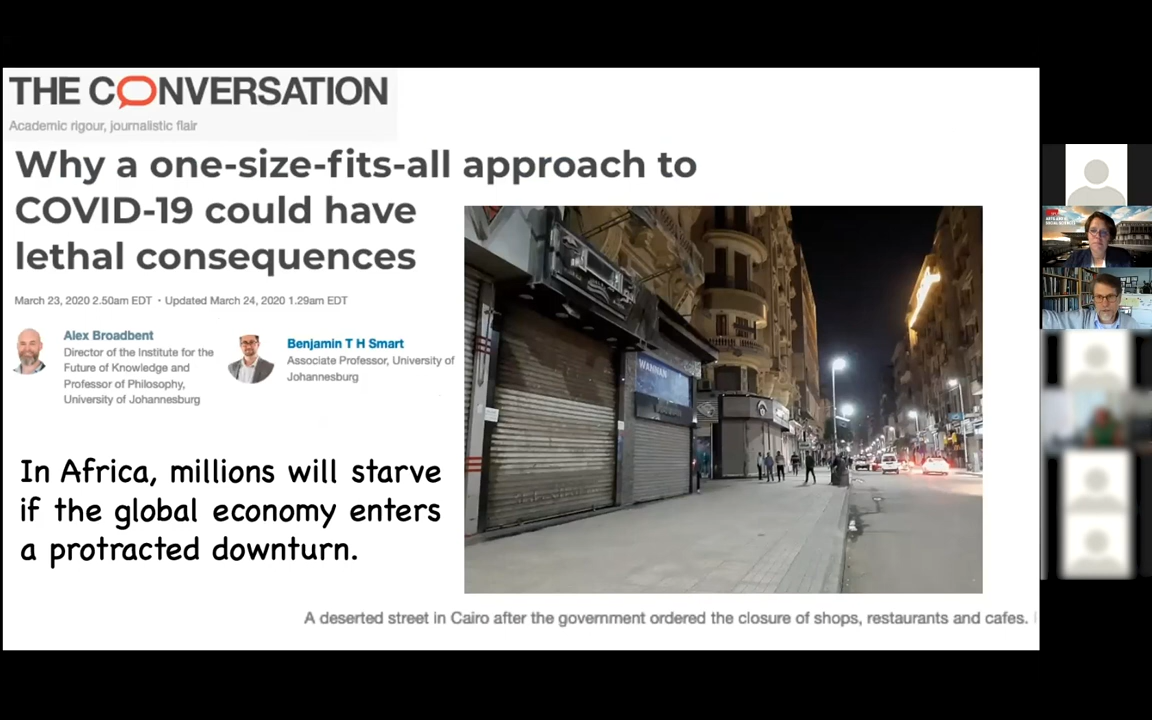 THE CONVERSATION
Academic rigour, journalistic flair
Why a one-size-fits-all approach to
COVID-19 could have
lethal consequences
March 23, 2020 2.50am EDT • Updated March 24, 2020 1.29am EDT
Alex Broadbent
Director of the Institute for the
Future of Knowledge and
Professor of Philosophy,
University of Johannesburg
Benjamin T H Smart
Associate Professor, University of
Johannesburg
In Africa, millions will starve
if the global economy enters
a protracted downturn.
WANNAN
A deserted street in Cairo after the government ordered the closure of shops, restaurants and cafes.